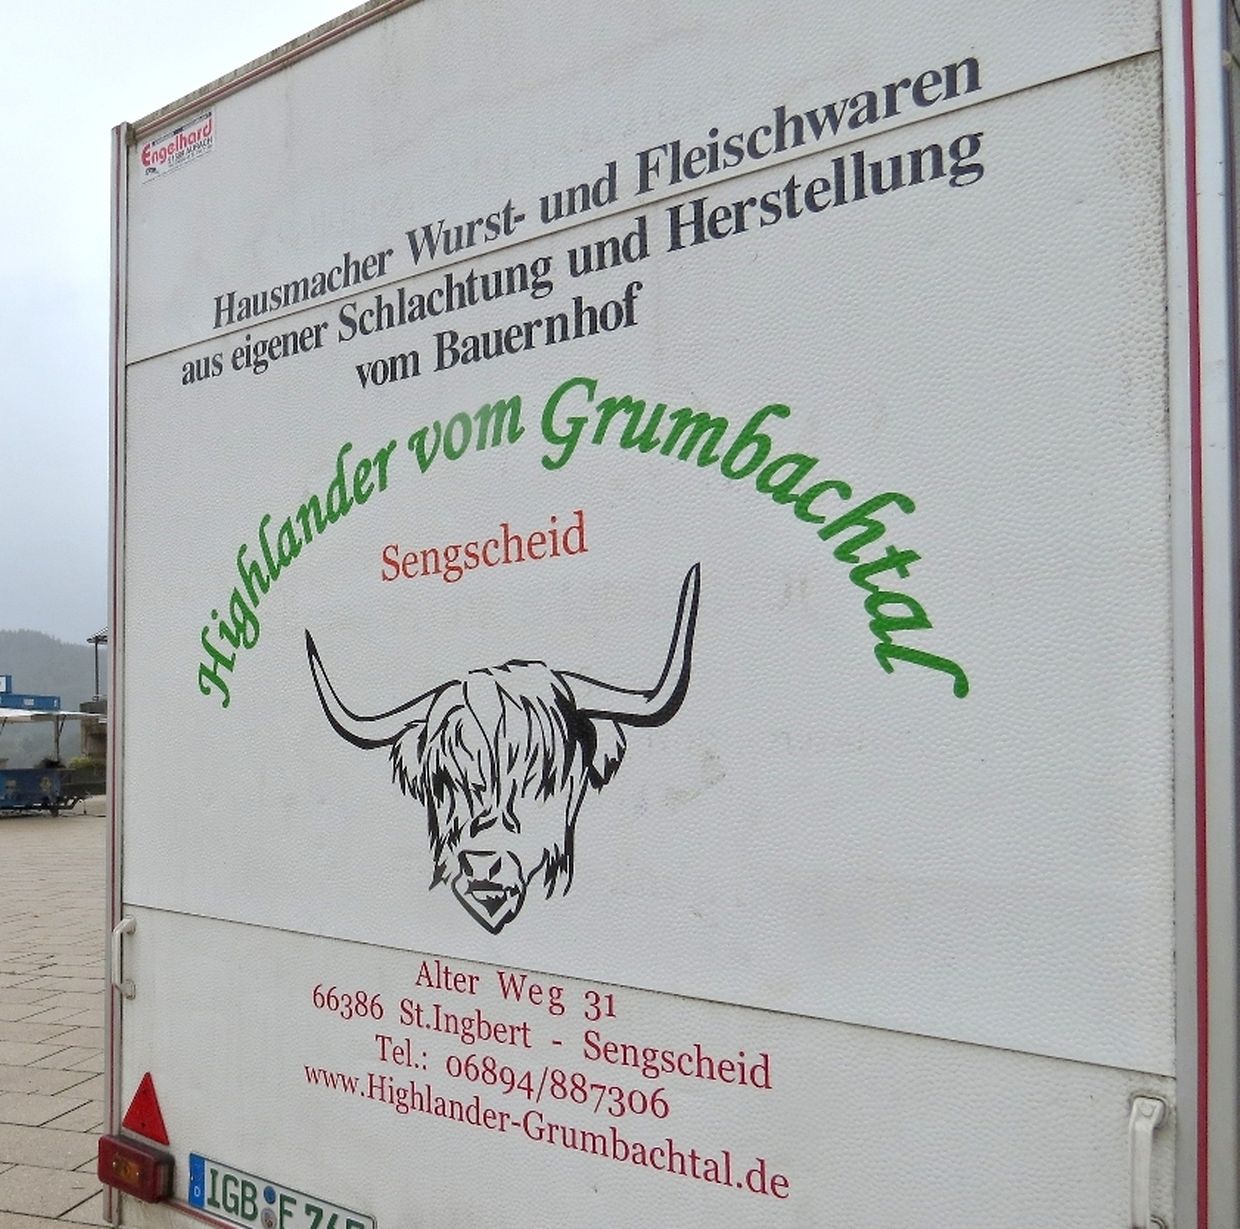 Engelhard
Hausmacher Wurst- und Fleischwaren
aus eigener Schlachtung und Herstellung
vom Bauernhof
Highlander vom Grumbachtal
Sengscheid
Alter Weg 31
66386 St.Ingbert - Sengscheid
Tel.: 06894/887306
www.Highlander-Grumbachtal.de
D
IGB F